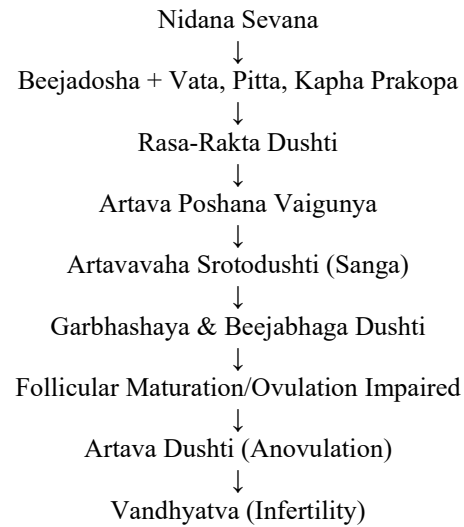 Nidana Sevana
↓
Beejadosha + Vata, Pitta, Kapha Prakopa
↓
Rasa-Rakta Dushti
↓
Artava Poshana Vaigunya
↓
Artavavaha Srotodushti (Sanga)
↓
Garbhashaya & Beejabhaga Dushti
↓
Follicular Maturation/Ovulation Impaired
↓
Artava Dushti (Anovulation)
↓
Vandhyatva (Infertility)